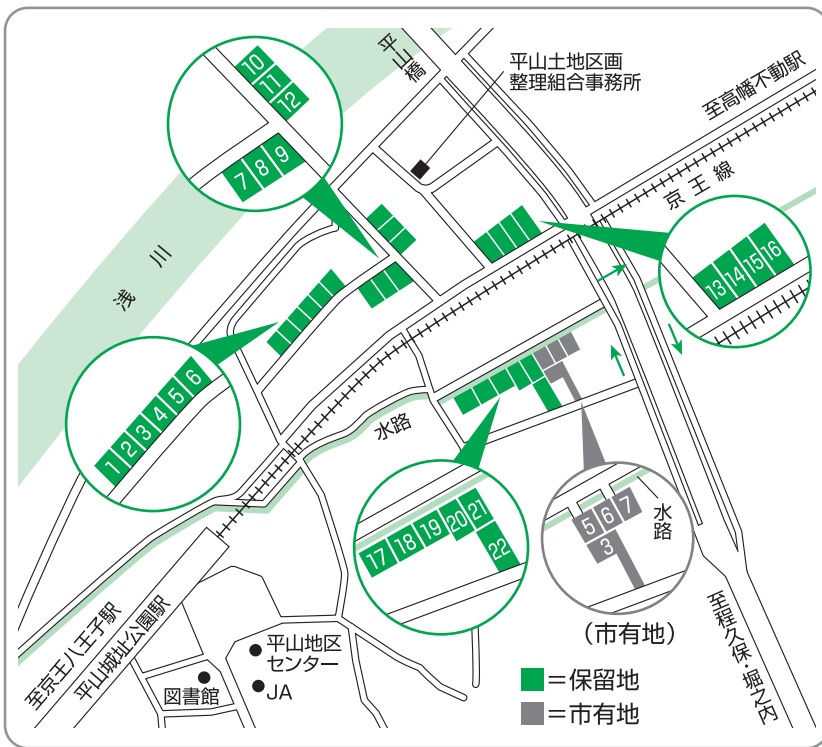 平山橋
平山土地区画
整理組合事務所
至高幡不動駅
京王線
浅川
10
11
12
7
8
9
13
14
15
16
1
2
3
4
5
6
水路
17
18
19
20
21
22
5
6
7
3
水路
(市有地)
至京王八王子駅
平山城址公園駅
平山地区
センター
図書館
JA
至程久保・堀之内
=保留地
=市有地